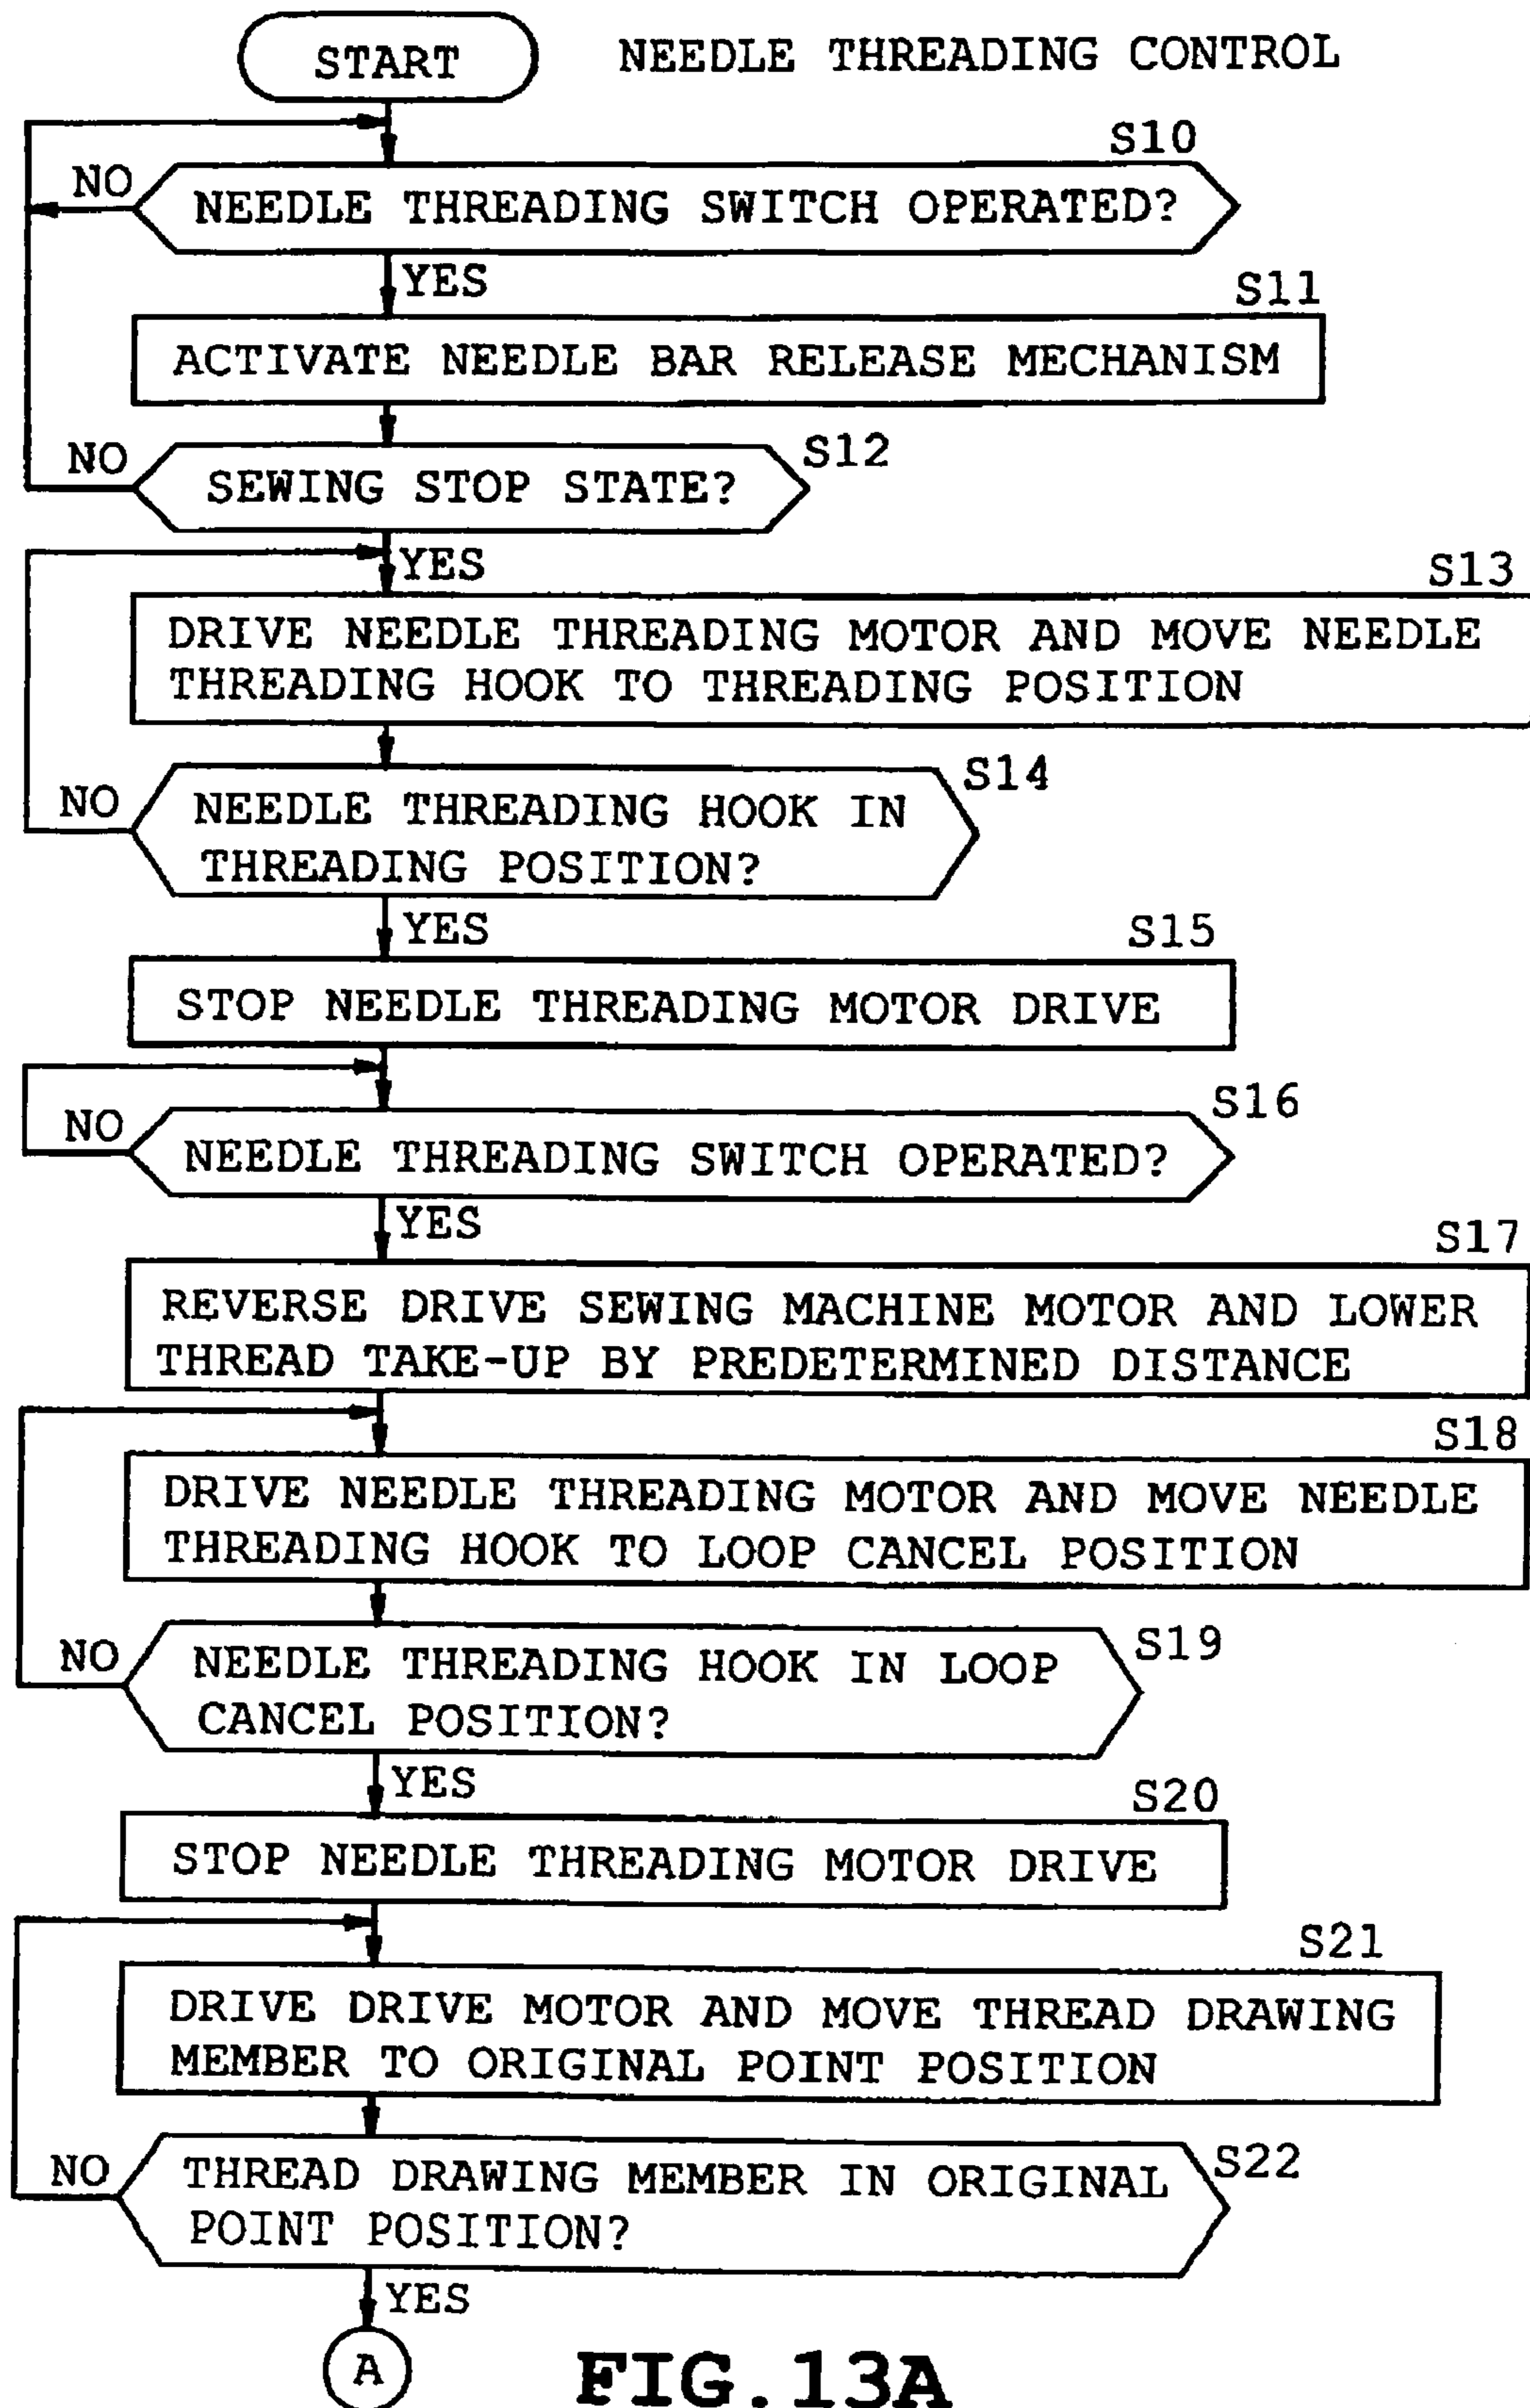 START
NEEDLE THREADING CONTROL
S10
NO
NEEDLE THREADING SWITCH OPERATED?
YES
S11
ACTIVATE NEEDLE BAR RELEASE MECHANISM
S12
NO
SEWING STOP STATE?
YES
S13
DRIVE NEEDLE THREADING MOTOR AND MOVE NEEDLE
THREADING HOOK TO THREADING POSITION
S14
NO
NEEDLE THREADING HOOK IN
THREADING POSITION?
YES
S15
STOP NEEDLE THREADING MOTOR DRIVE
S16
NO
NEEDLE THREADING SWITCH OPERATED?
YES
S17
REVERSE DRIVE SEWING MACHINE MOTOR AND LOWER
THREAD TAKE-UP BY PREDETERMINED DISTANCE
S18
DRIVE NEEDLE THREADING MOTOR AND MOVE NEEDLE
THREADING HOOK TO LOOP CANCEL POSITION
S19
NO
NEEDLE THREADING HOOK IN LOOP
CANCEL POSITION?
YES
S20
STOP NEEDLE THREADING MOTOR DRIVE
S21
DRIVE DRIVE MOTOR AND MOVE THREAD DRAWING
MEMBER TO ORIGINAL POINT POSITION
S22
NO
THREAD DRAWING MEMBER IN ORIGINAL
POINT POSITION?
YES
A
FIG.13A